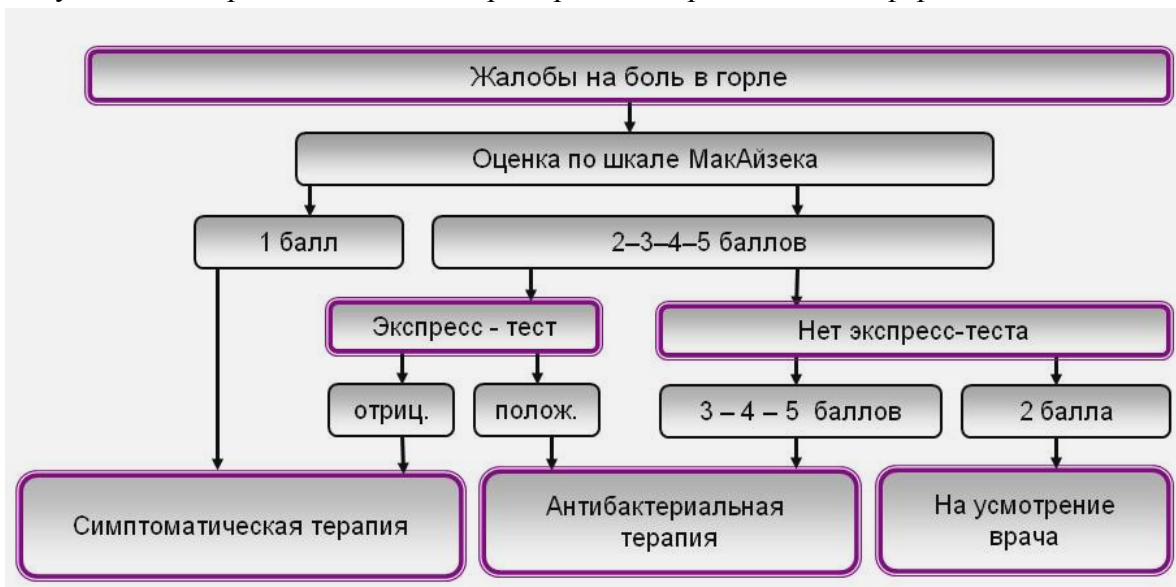 Жалобы на боль в горле
Оценка по шкале МакАйзека
1 балл
2–3–4–5 баллов
Экспресс - тест
Нет экспресс-теста
отриц.
полож.
3 – 4 – 5 баллов
2 балла
Симптоматическая терапия
Антибактериальная
терапия
На усмотрение
врача